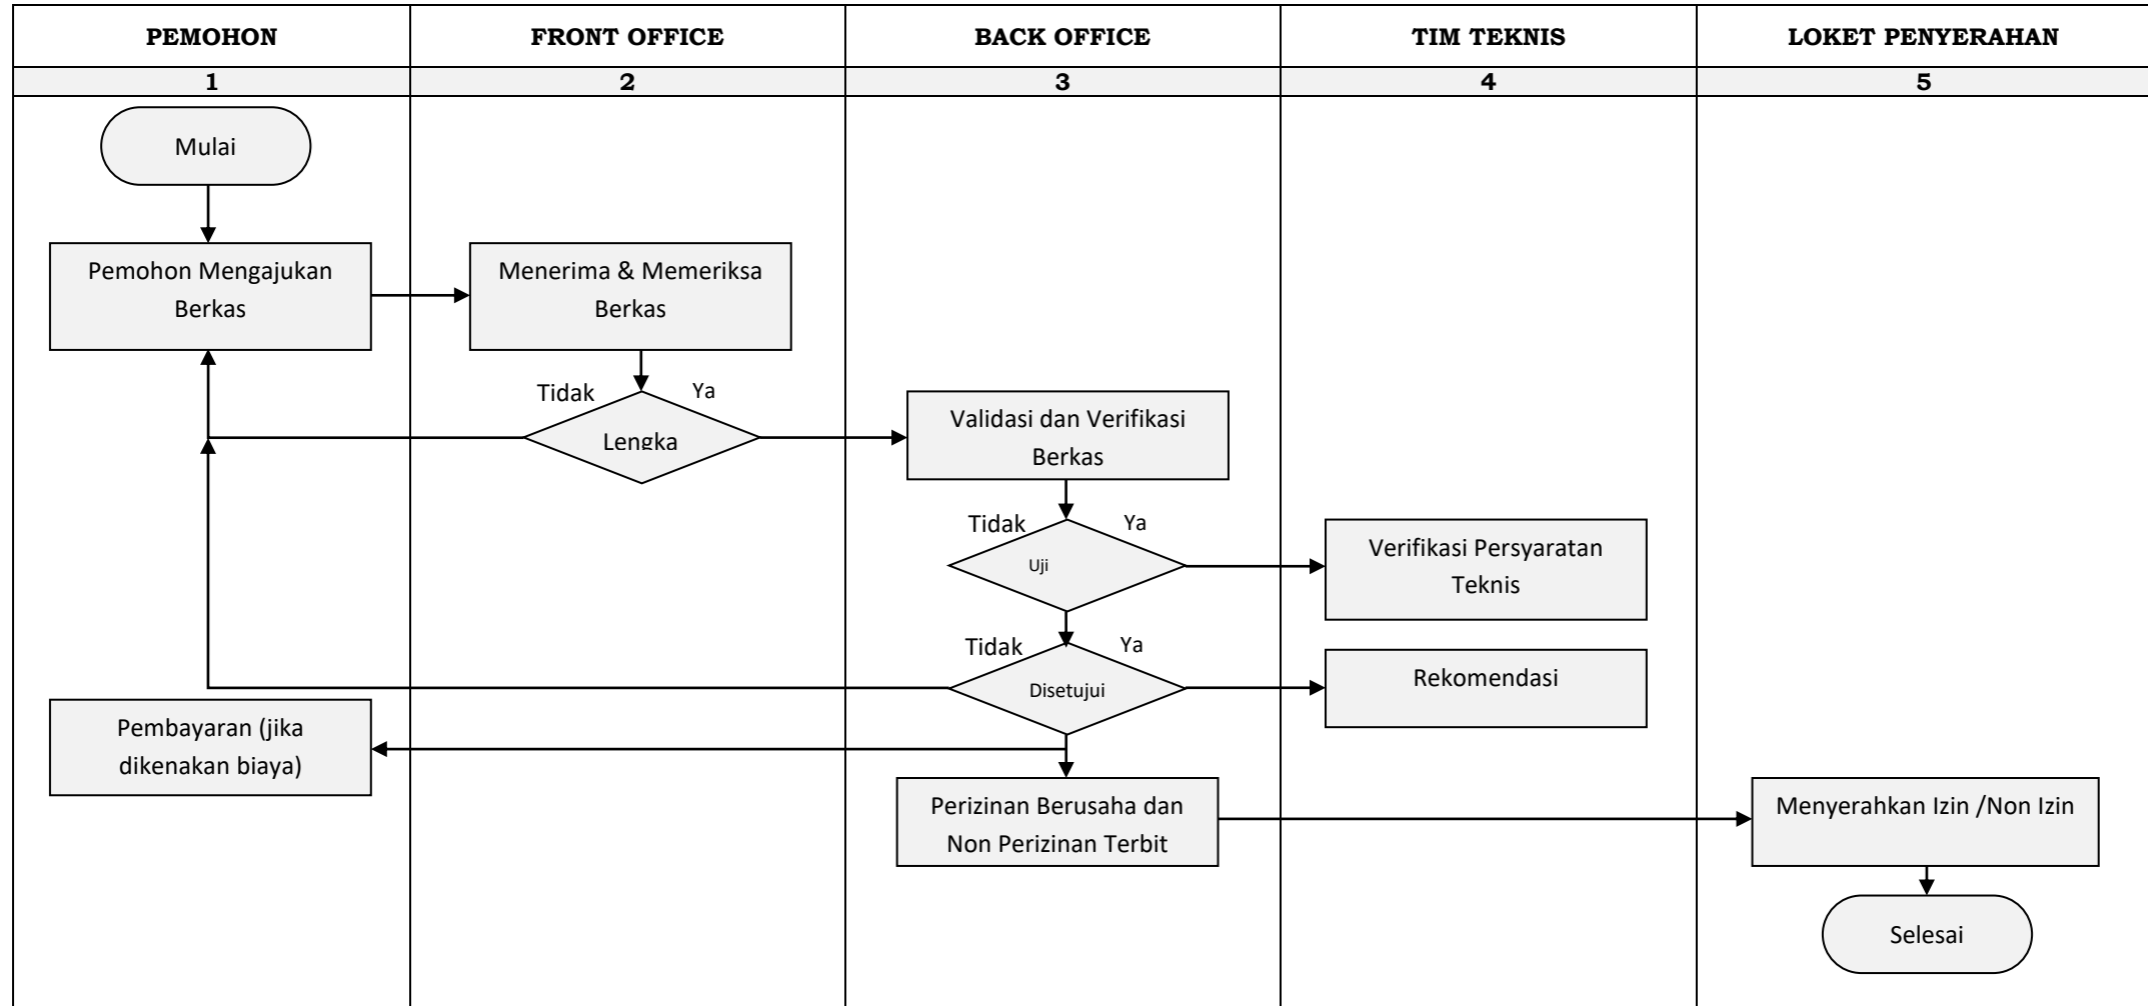 PEMOHON
FRONT OFFICE
BACK OFFICE
TIM TEKNIS
LOKET PENYERAHAN
1
2
3
4
5
Mulai
Pemohon Mengajukan
Berkas
Menerima & Memeriksa
Berkas
Tidak
Ya
Lengka
Validasi dan Verifikasi
Berkas
Tidak
Ya
Uji
Verifikasi Persyaratan
Teknis
Tidak
Ya
Disetujui
Rekomendasi
Pembayaran (jika
dikenakan biaya)
Perizinan Berusaha dan
Non Perizinan Terbit
Menyerahkan Izin /Non Izin
Selesai